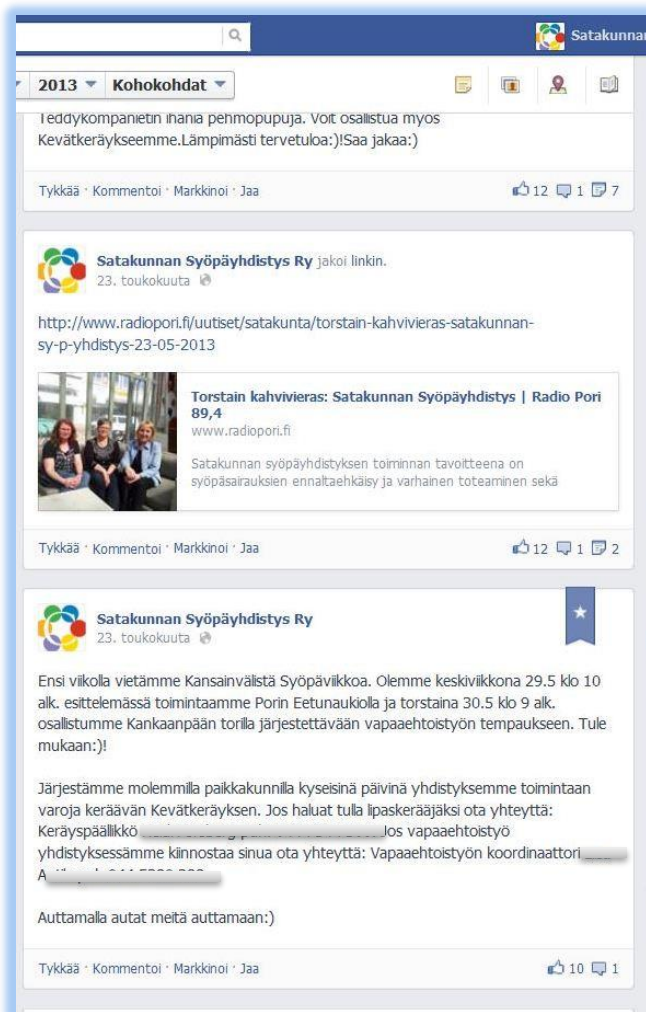 Satakunnan
2013 Kohokohdat
Teddykompanietin ihania pehmopupuja. Voit osallistua myös
Kevätkeräykseemme.Lämpimästi tervetuloa:)!Saa jakaa:)
Tykkää · Kommentoi · Markkinoi · Jaa 12 1 7
Satakunnan Syöpäyhdistys Ry jakoi linkin.
23. toukokuuta
http://www.radiopori.fi/uutiset/satakunta/torstain-kahvivieras-satakunnan-
sy-p-yhdistys-23-05-2013
Torstain kahvivieras: Satakunnan Syöpäyhdistys | Radio Pori
89,4
www.radiopori.fi
Satakunnan syöpäyhdistyksen toiminnan tavoitteena on
syöpäsairauksien ennaltaehkäisy ja varhainen toteaminen sekä
Tykkää · Kommentoi · Markkinoi · Jaa 12 1 2
Satakunnan Syöpäyhdistys Ry
23. toukokuuta
Ensi viikolla vietämme Kansainvälistä Syöpäviikkoa. Olemme keskiviikkona 29.5 klo 10
alk. esittelemässä toimintaamme Porin Eetunaukiolla ja torstaina 30.5 klo 9 alk.
osallistumme Kankaanpään torilla järjestettävään vapaaehtoistyön tempaukseen. Tule
mukaan:)!
Järjestämme molemmilla paikkakunnilla kyseisinä päivinä yhdistyksemme toimintaan
varoja keräävän Kevätkeräyksen. Jos haluat tulla lipaskerääjäksi ota yhteyttä:
Keräyspäällikkö Jos vapaaehtoistyö
yhdistyksessämme kiinnostaa sinua ota yhteyttä: Vapaaehtoistyön koordinaattori
Auttamalla autat meitä auttamaan:)
Tykkää · Kommentoi · Markkinoi · Jaa 10 1